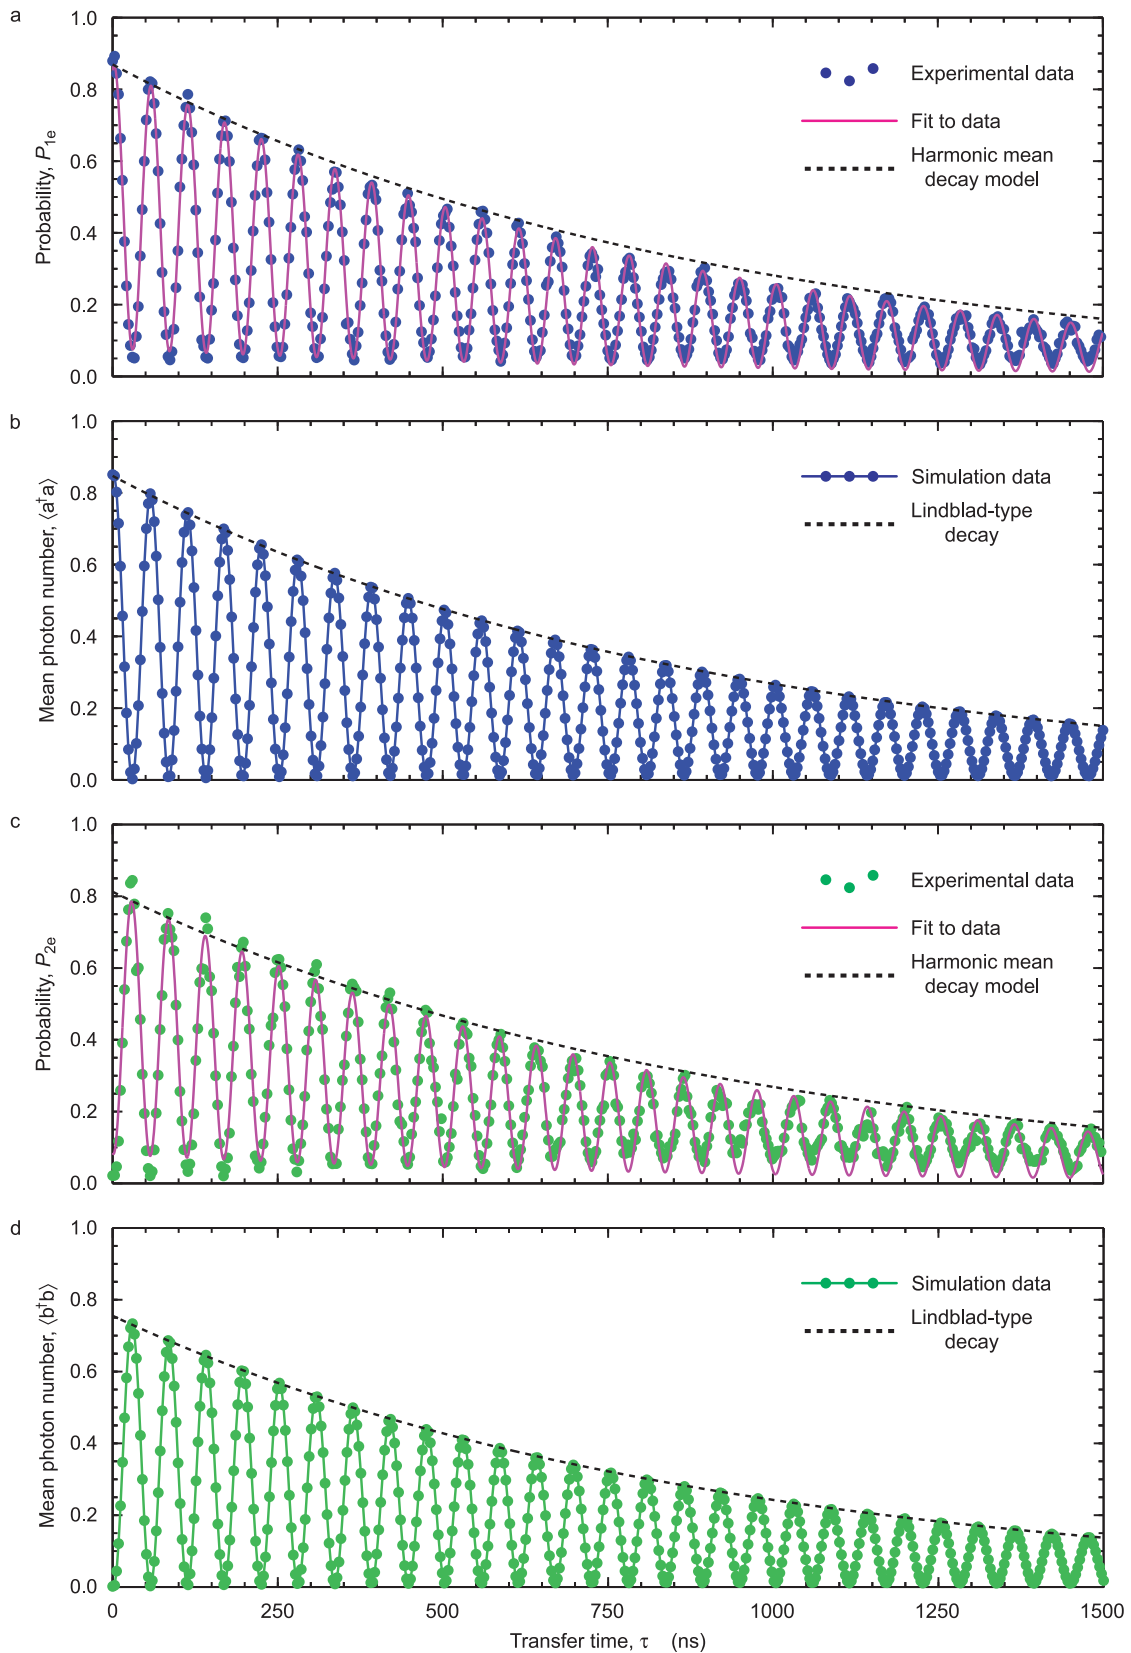 a
1.0
0.8
0.6
0.4
0.2
0.0
Probability, P1e
Experimental data
Fit to data
Harmonic mean
decay model
b
1.0
0.8
0.6
0.4
0.2
0.0
Mean photon number, ⟨a†a⟩
Simulation data
Lindblad-type
decay
c
1.0
0.8
0.6
0.4
0.2
0.0
Probability, P2e
Experimental data
Fit to data
Harmonic mean
decay model
d
1.0
0.8
0.6
0.4
0.2
0.0
Mean photon number, ⟨b†b⟩
Simulation data
Lindblad-type
decay
0 250 500 750 1000 1250 1500
Transfer time, τ (ns)